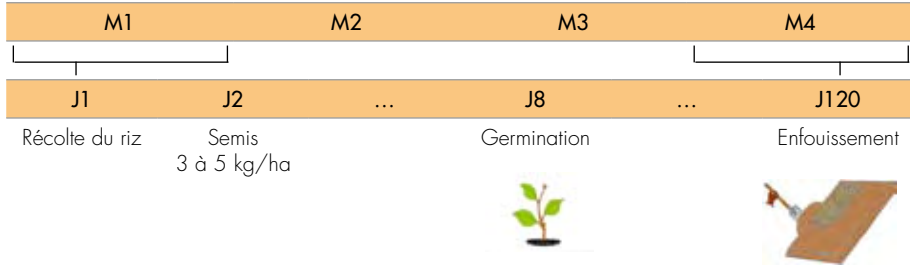 M1 M2 M3 M4
J1 J2 ... J8 ... J120
Récolte du riz Semis Germination Enfouissement
3 à 5 kg/ha